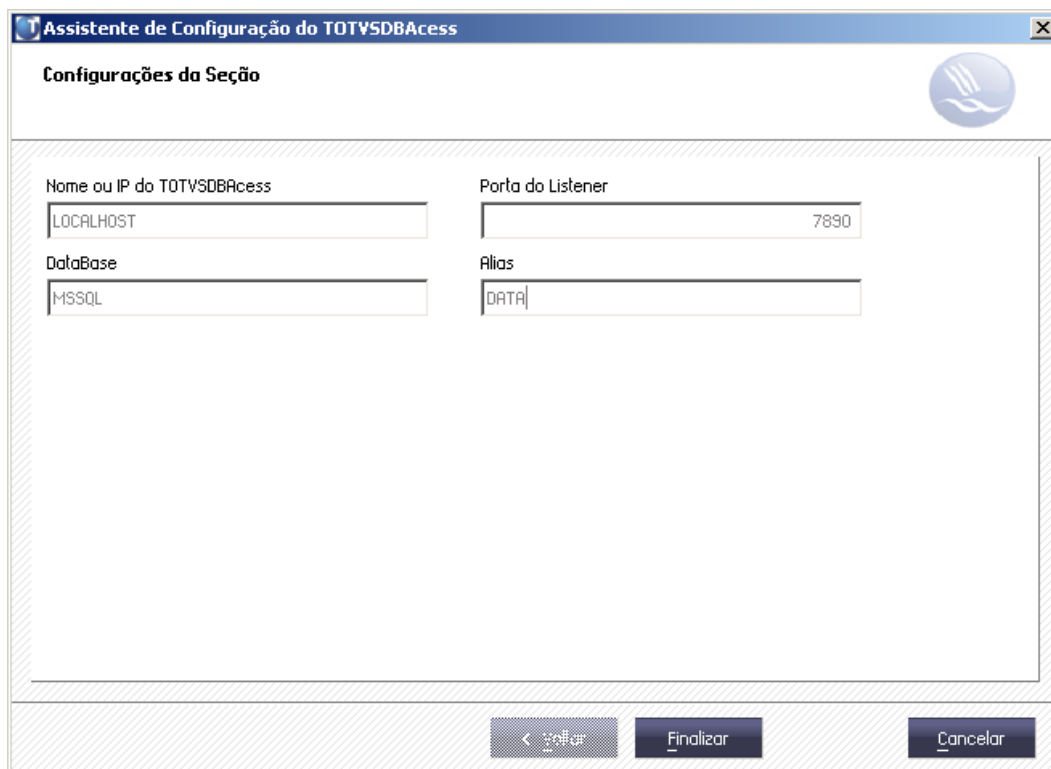 Assistente de Configuração do TOTVSDBAcess
Configurações da Seção
Nome ou IP do TOTVSDBAcess Porta do Listener
LOCALHOST 7890
DataBase Alias
MSSQL DATA
< Voltar Finalizar Cancelar